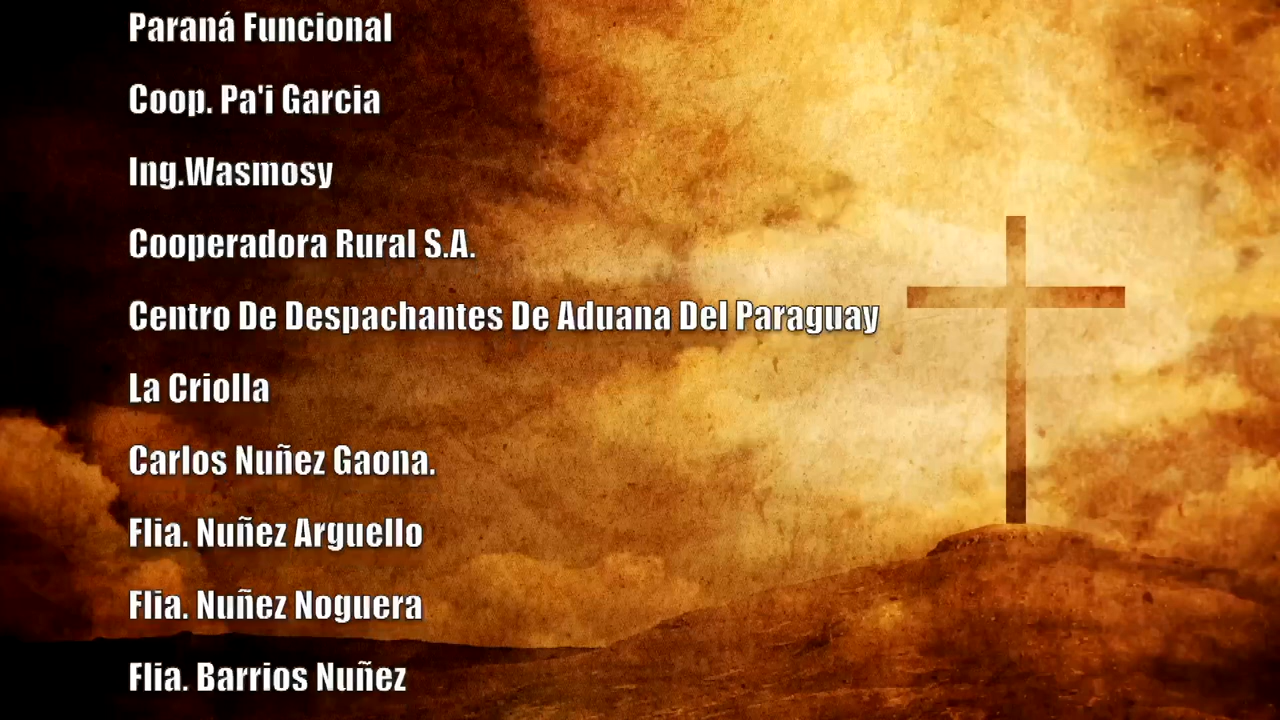 Paraná Funcional
Coop. Pa'i Garcia
Ing.Wasmosy
Cooperadora Rural S.A.
Centro De Despachantes De Aduana Del Paraguay
La Criolla
Carlos Nuñez Gaona.
Flia. Nuñez Arguello
Flia. Nuñez Noguera
Flia. Barrios Nuñez